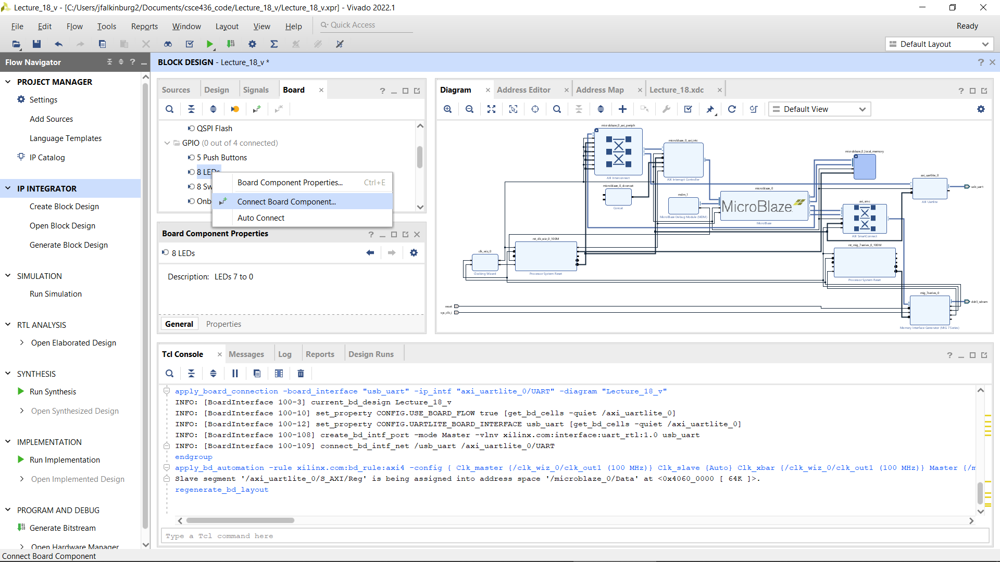 Lecture_18_v - [C:/Users/jfalkinburg2/Documents/csce436_code/Lecture_18_v/Lecture_18_v.xpr] - Vivado 2022.1
File Edit Flow Tools Reports Window Layout View Help Quick Access
Ready
Default Layout
Flow Navigator
PROJECT MANAGER
Settings
Add Sources
Language Templates
IP Catalog
IP INTEGRATOR
Create Block Design
Open Block Design
Generate Block Design
SIMULATION
Run Simulation
RTL ANALYSIS
Open Elaborated Design
SYNTHESIS
Run Synthesis
Open Synthesized Design
IMPLEMENTATION
Run Implementation
Open Implemented Design
PROGRAM AND DEBUG
Generate Bitstream
Open Hardware Manager
BLOCK DESIGN - Lecture_18_v *
Sources Design Signals Board
QSPI Flash
GPIO (0 out of 4 connected)
5 Push Buttons
8 LEDs
8 Sw
Onb
Board Component Properties... Ctrl+E
Connect Board Component...
Auto Connect
Board Component Properties
8 LEDs
Description: LEDs 7 to 0
General Properties
Diagram Address Editor Address Map Lecture_18.xdc
Default View
microblaze_0_axi_periph
AXI Interconnect
microblaze_0_axi_intc
AXI Interrupt Controller
microblaze_0_local_memory
microblaze_0_xlconcat
Concat
mdm_1
MicroBlaze Debug Module (MDM)
microblaze_0
MicroBlaze
MicroBlaze
axi_uartlite_0
usb_uart
AXI Uartlite
axi_smc
AXI SmartConnect
clk_wiz_0
Clocking Wizard
rst_clk_wiz_0_100M
Processor System Reset
rst_mig_7series_0_100M
Processor System Reset
mig_7series_0
ddr3_sdram
Memory Interface Generator (MIG 7 Series)
reset
sys_clk_i
Tcl Console Messages Log Reports Design Runs
apply_board_connection -board_interface "usb_uart" -ip_intf "axi_uartlite_0/UART" -diagram "Lecture_18_v"
INFO: [BoardInterface 100-3] current_bd_design Lecture_18_v
INFO: [BoardInterface 100-10] set_property CONFIG.USE_BOARD_FLOW true [get_bd_cells -quiet /axi_uartlite_0]
INFO: [BoardInterface 100-12] set_property CONFIG.UARTLITE_BOARD_INTERFACE usb_uart [get_bd_cells -quiet /axi_uartlite_0]
INFO: [BoardInterface 100-108] create_bd_intf_port -mode Master -vlnv xilinx.com:interface:uart_rtl:1.0 usb_uart
INFO: [BoardInterface 100-109] connect_bd_intf_net /usb_uart /axi_uartlite_0/UART
endgroup
apply_bd_automation -rule xilinx.com:bd_rule:axi4 -config { Clk_master {/clk_wiz_0/clk_out1 (100 MHz)} Clk_slave {Auto} Clk_xbar {/clk_wiz_0/clk_out1 (100 MHz)} Master {/m
Slave segment '/axi_uartlite_0/S_AXI/Reg' is being assigned into address space '/microblaze_0/Data' at <0x4060_0000 [ 64K ]>.
regenerate_bd_layout
Type a Tcl command here
Connect Board Component